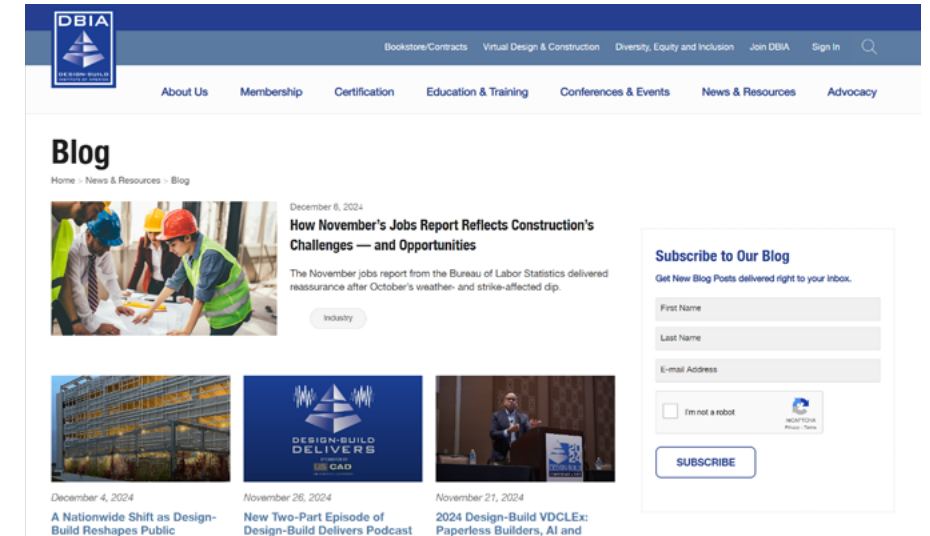 DBIA
DESIGN-BUILD
INSTITUTE OF AMERICA
Bookstore/Contracts Virtual Design & Construction Diversity, Equity and Inclusion Join DBIA Sign In
About Us Membership Certification Education & Training Conferences & Events News & Resources Advocacy
Blog
Home > News & Resources > Blog
December 6, 2024
How November's Jobs Report Reflects Construction's
Challenges — and Opportunities
The November jobs report from the Bureau of Labor Statistics delivered
reassurance after October's weather- and strike-affected dip.
Industry
Subscribe to Our Blog
Get New Blog Posts delivered right to your inbox.
First Name
Last Name
E-mail Address
I'm not a robot
reCAPTCHA
Privacy - Terms
SUBSCRIBE
DESIGN-BUILD
DELIVERS
CAD
December 4, 2024
A Nationwide Shift as Design-
Build Reshapes Public
November 26, 2024
New Two-Part Episode of
Design-Build Delivers Podcast
November 21, 2024
2024 Design-Build VDCLEx:
Paperless Builders, AI and